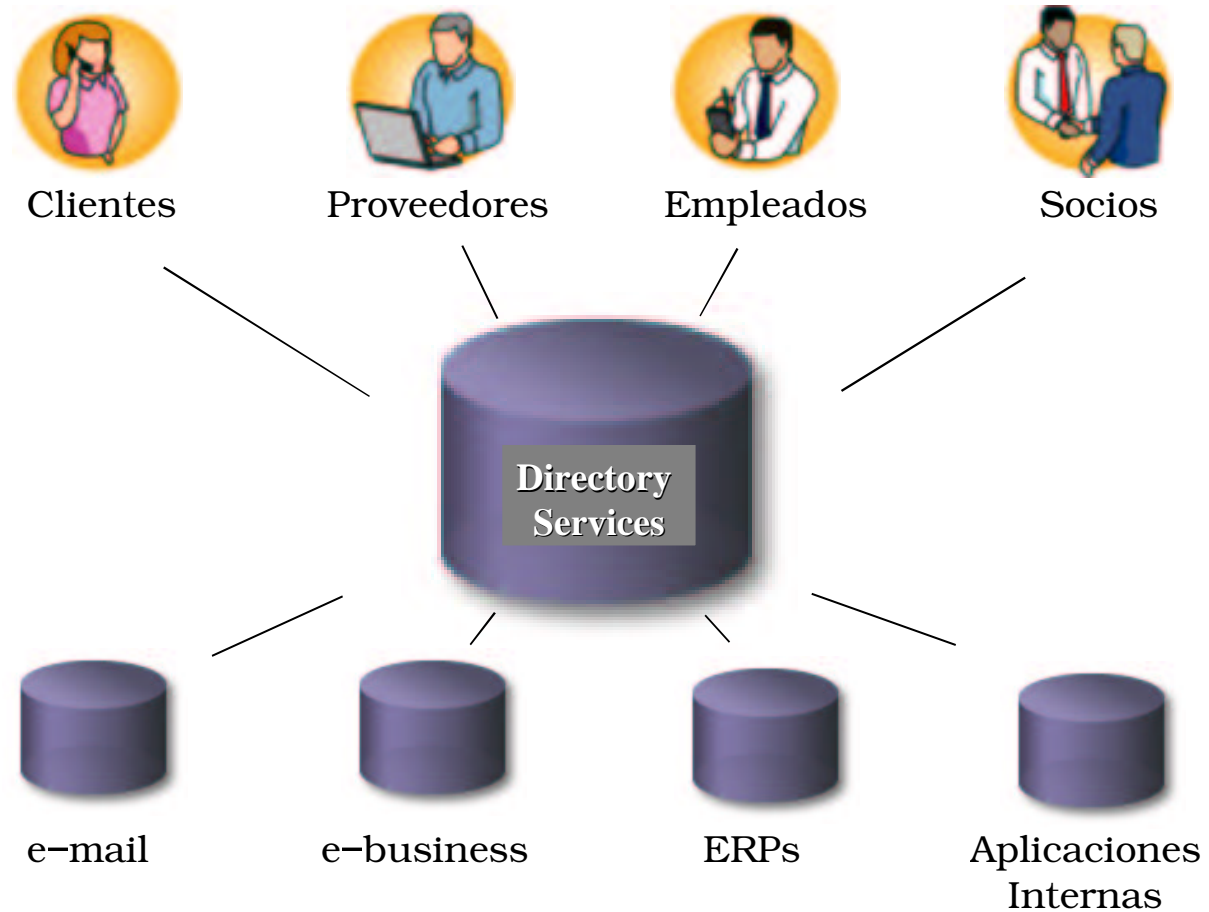 Clientes
Proveedores
Empleados
Socios
Directory
Services
e−mail
e−business
ERPs
Aplicaciones
Internas